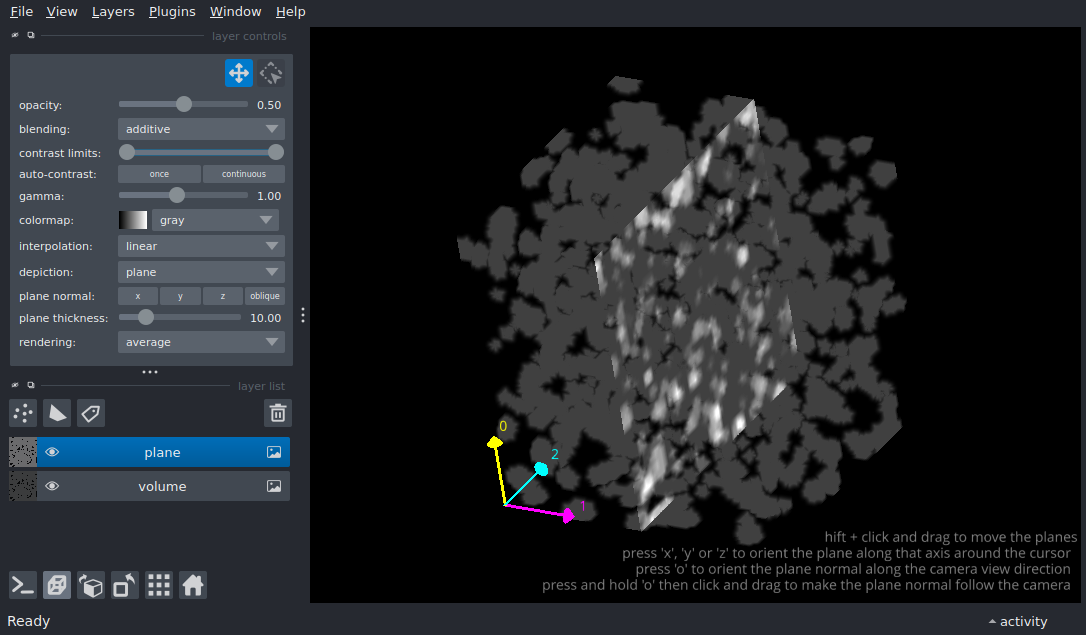 File View Layers Plugins Window Help
layer controls
opacity: 0.50
blending: additive
contrast limits:
auto-contrast: once continuous
gamma: 1.00
colormap: gray
interpolation: linear
depiction: plane
plane normal: x y z oblique
plane thickness: 10.00
rendering: average
layer list
plane
volume
0
2
1
hift + click and drag to move the planes
press 'x', 'y' or 'z' to orient the plane along that axis around the cursor
press 'o' to orient the plane normal along the camera view direction
press and hold 'o' then click and drag to make the plane normal follow the camera
Ready
activity